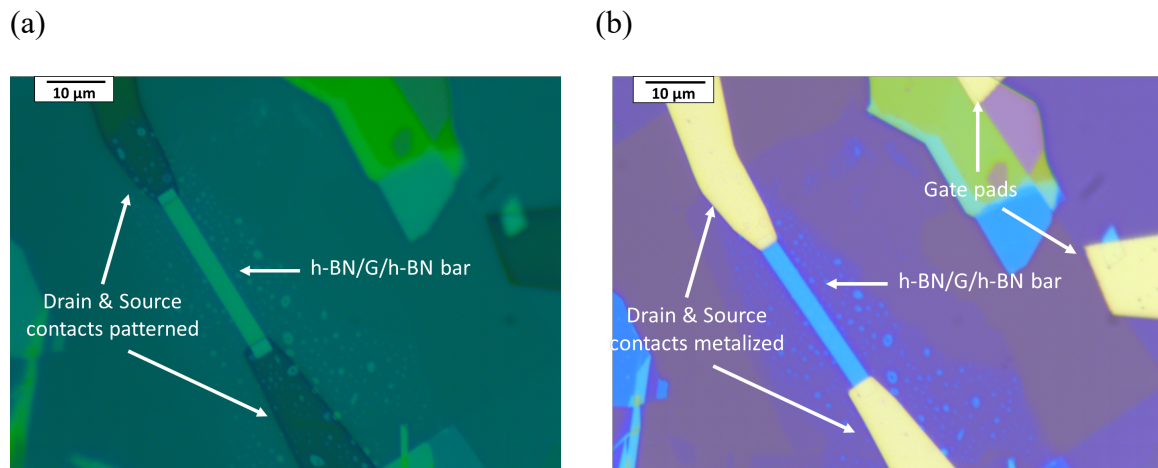 (a)
(b)
10 µm
10 µm
Gate pads
h-BN/G/h-BN bar
h-BN/G/h-BN bar
Drain & Source
contacts patterned
Drain & Source
contacts metalized